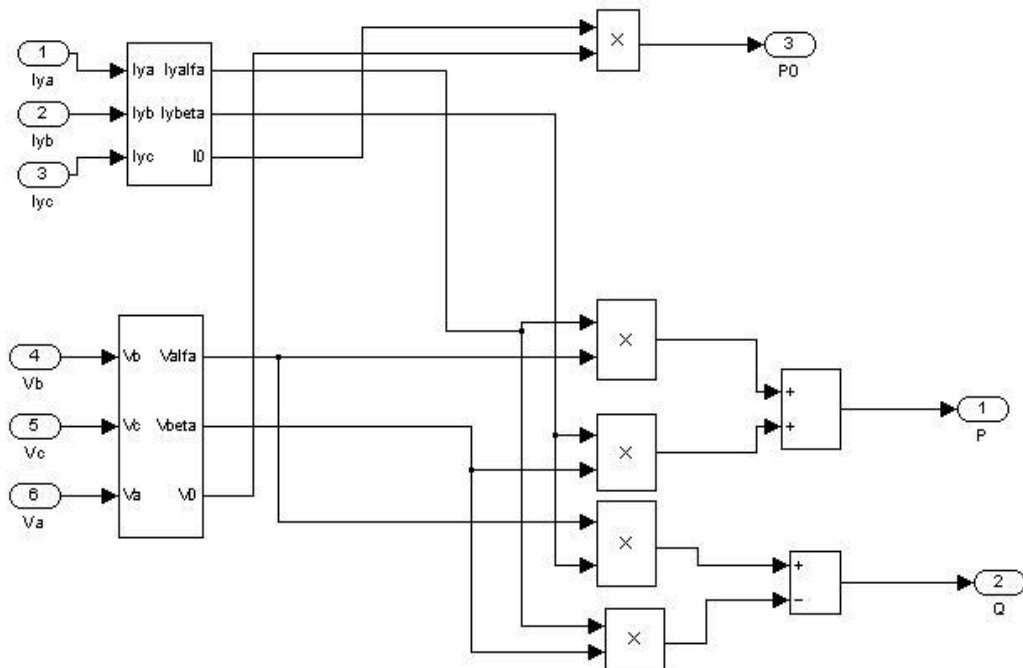 1
Iya
2
Iyb
3
Iyc
Iya Iyalfa
Iyb Iybeta
Iyc I0
×
3
P0
4
Vb
5
Vc
6
Va
Vb Valfa
Vc Vbeta
Va V0
×
×
×
×
+
+
1
P
+
−
2
Q